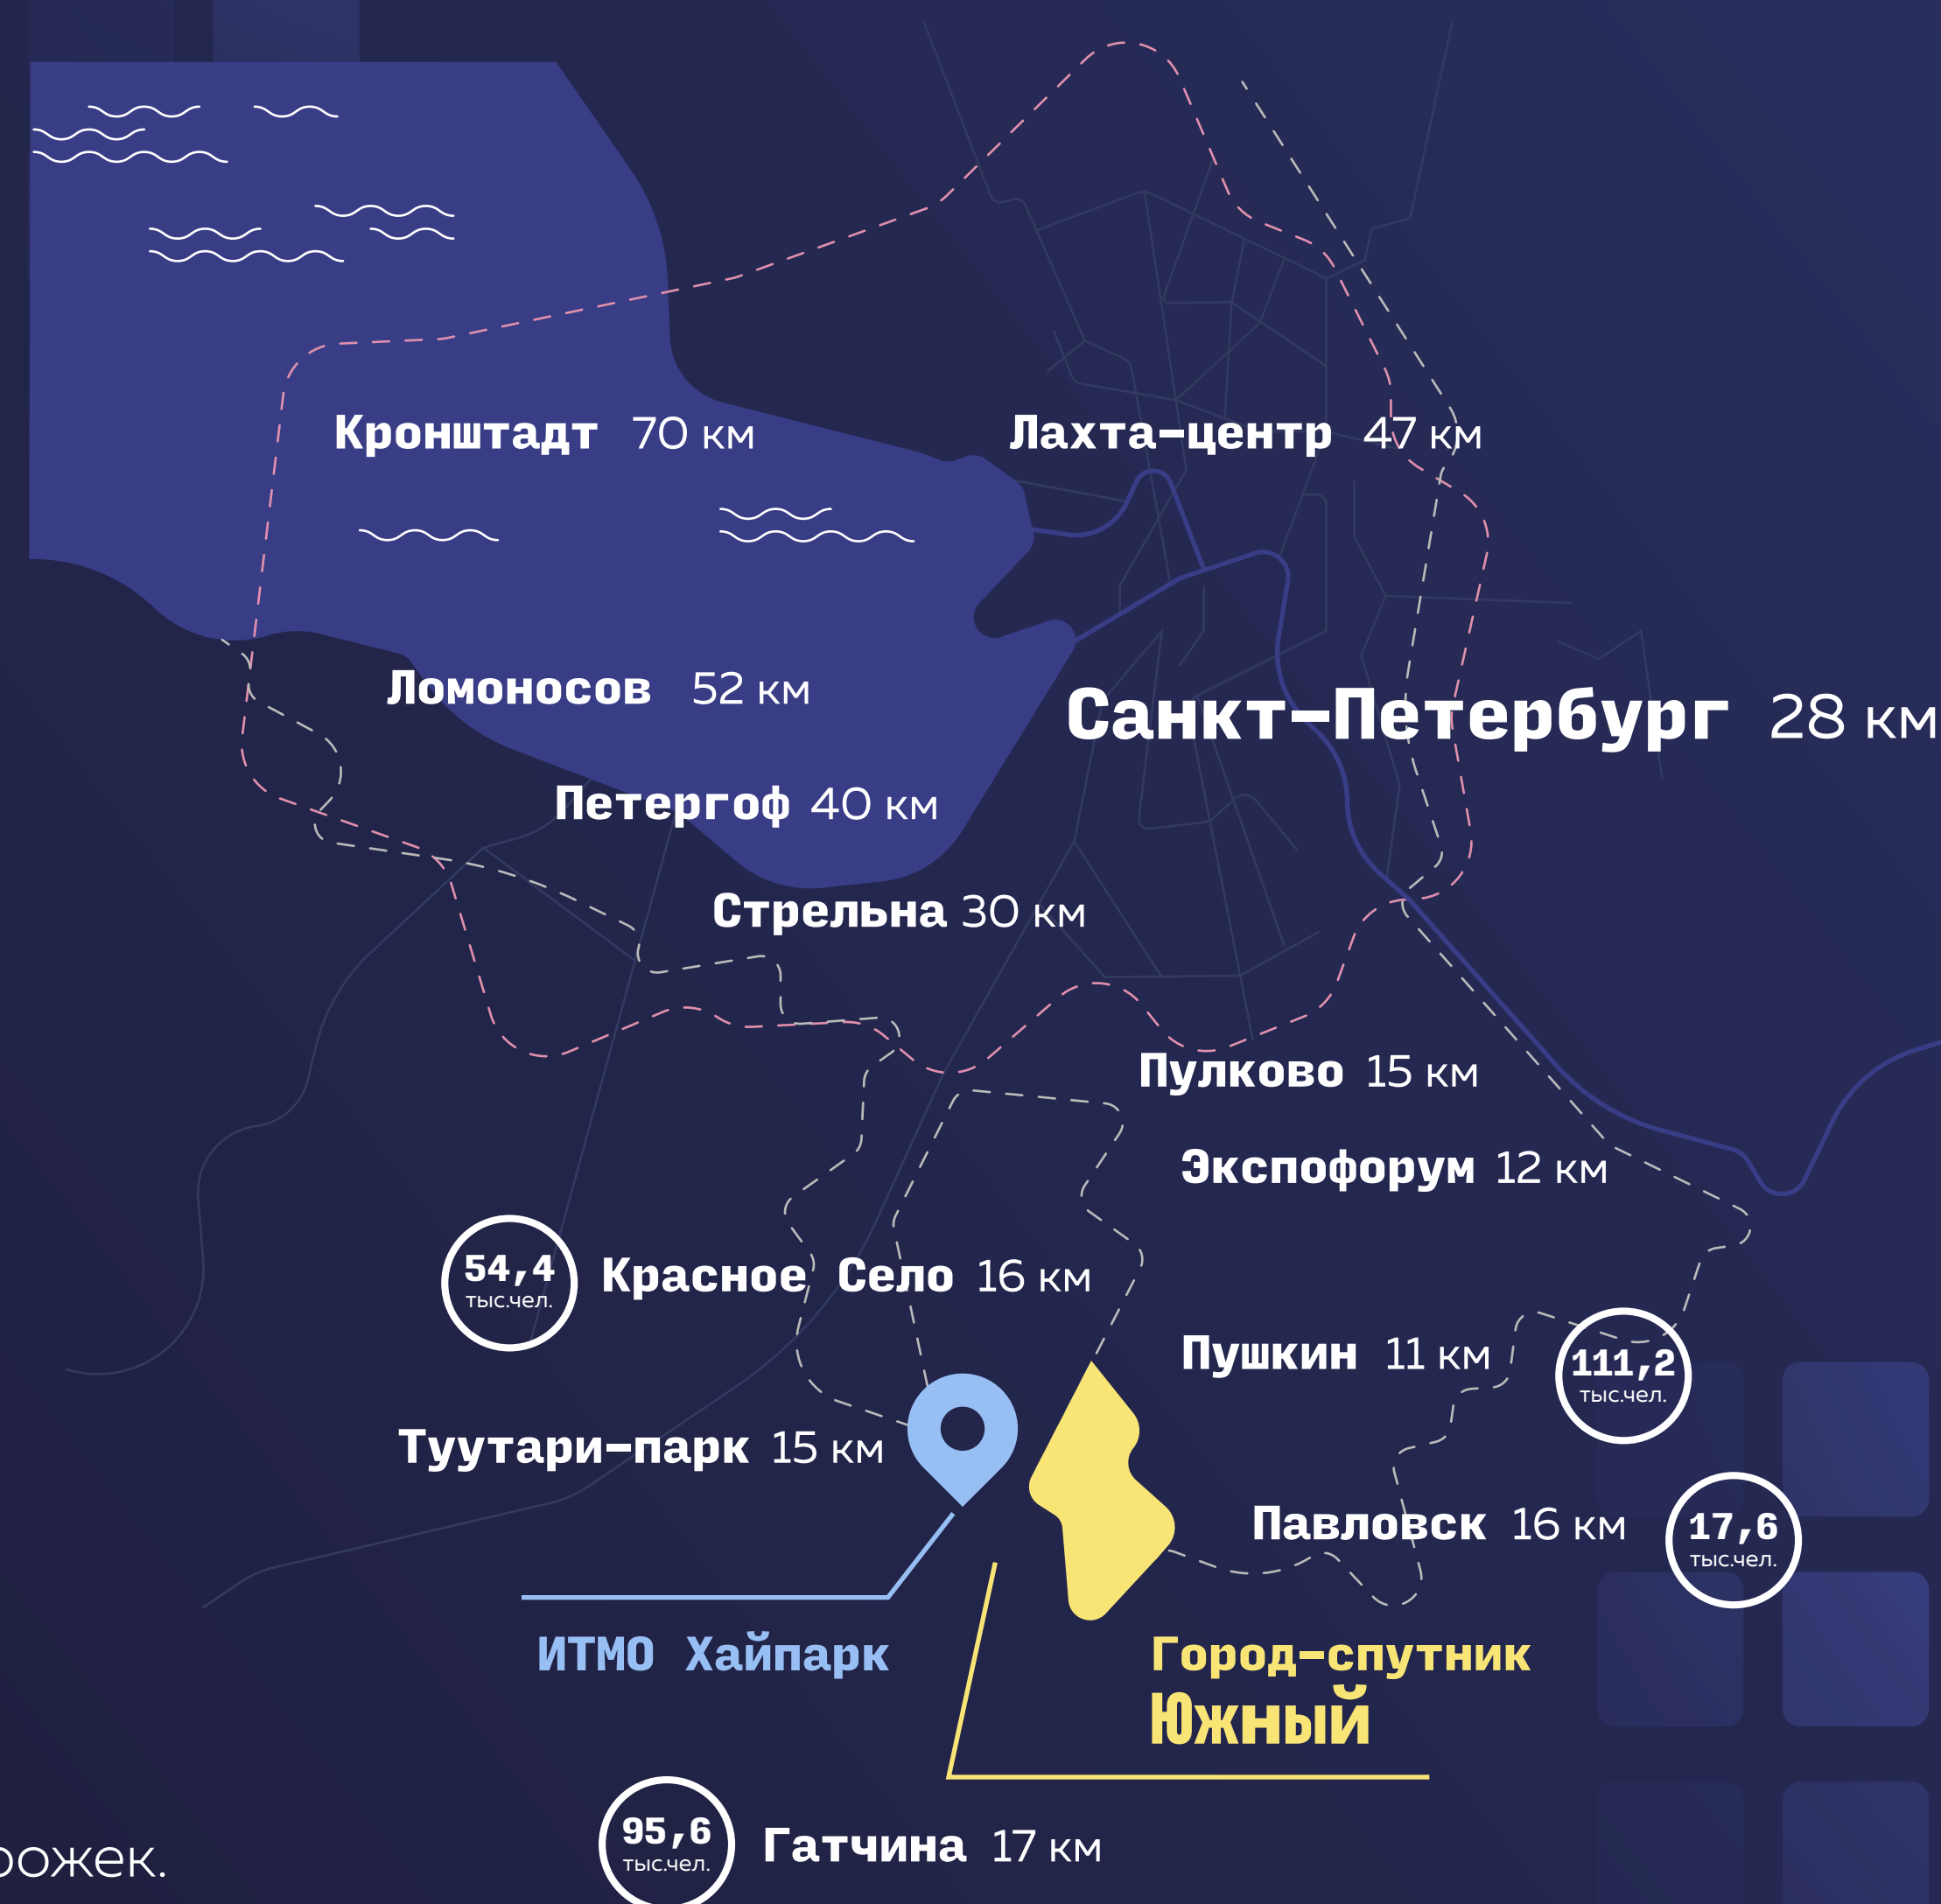 Кронштадт 70 км
Лахта-центр 47 км
Ломоносов 52 км
Санкт-Петербург 28 км
Петергоф 40 км
Стрельна 30 км
Пулково 15 км
Экспофорум 12 км
54,4
тыс.чел.
Красное Село 16 км
Пушкин 11 км
111,2
тыс.чел.
Туутари-парк 15 км
Павловск 16 км
17,6
тыс.чел.
ИТМО Хайпарк
Город-спутник
Южный
95,6
тыс.чел.
Гатчина 17 км